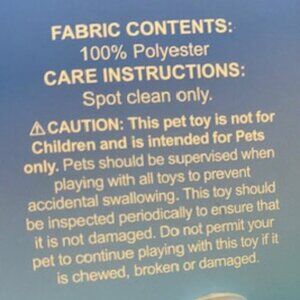 FABRIC CONTENTS:
100% Polyester
CARE INSTRUCTIONS:
Spot clean only.
⚠CAUTION: This pet toy is not for
Children and is intended for Pets
only. Pets should be supervised when
playing with all toys to prevent
accidental swallowing. This toy should
be inspected periodically to ensure that
it is not damaged. Do not permit your
pet to continue playing with this toy if it
is chewed, broken or damaged.